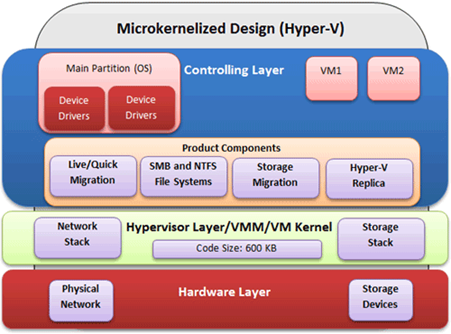 Microkernelized Design (Hyper-V)
Main Partition (OS)
Controlling Layer
VM1
VM2
Device
Drivers
Device
Drivers
Product Components
Live/Quick
Migration
SMB and NTFS
File Systems
Storage
Migration
Hyper-V
Replica
Network
Stack
Hypervisor Layer/VMM/VM Kernel
Code Size: 600 KB
Storage
Stack
Physical
Network
Hardware Layer
Storage
Devices